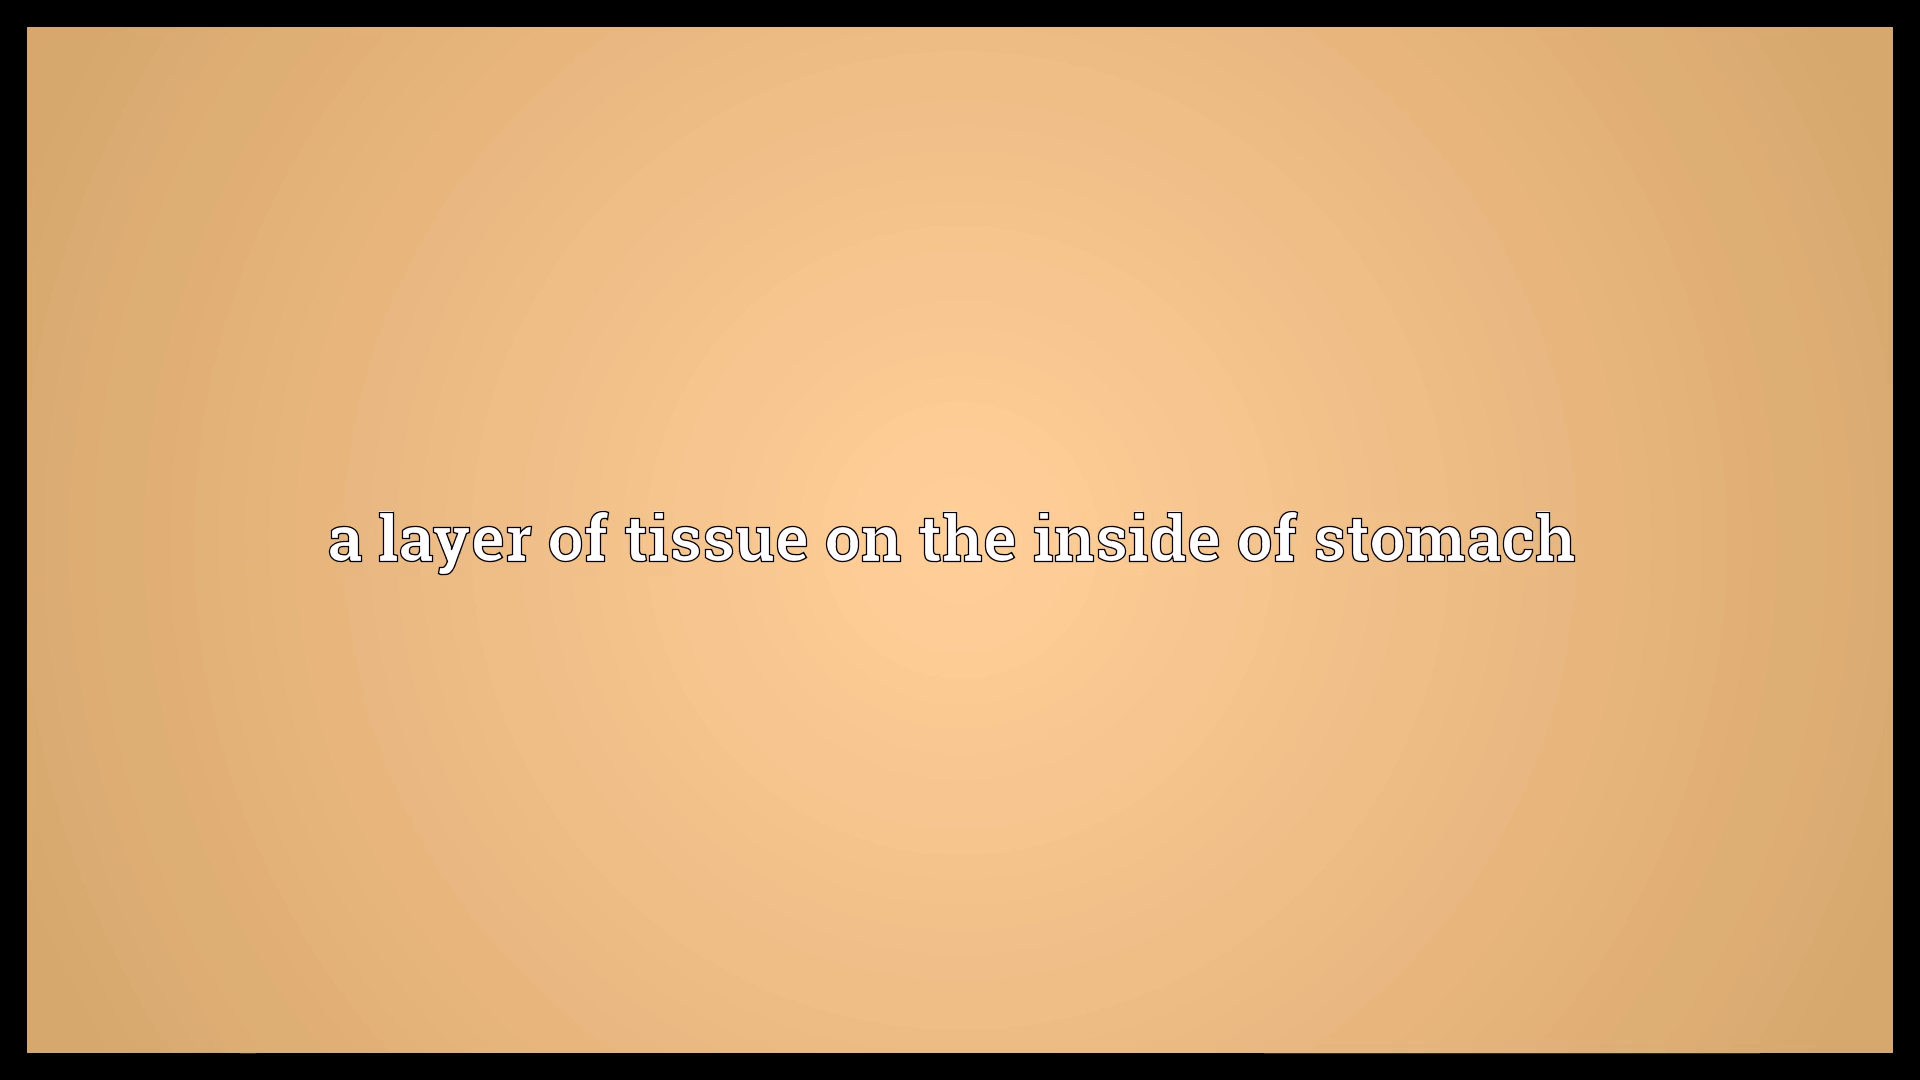 a layer of tissue on the inside of stomach